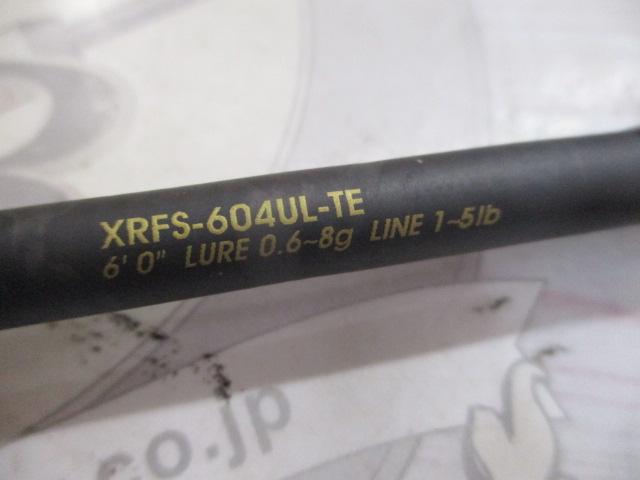 XRFS-604UL-TE
6' 0" LURE 0.6~8g LINE 1~5lb
.co.jp